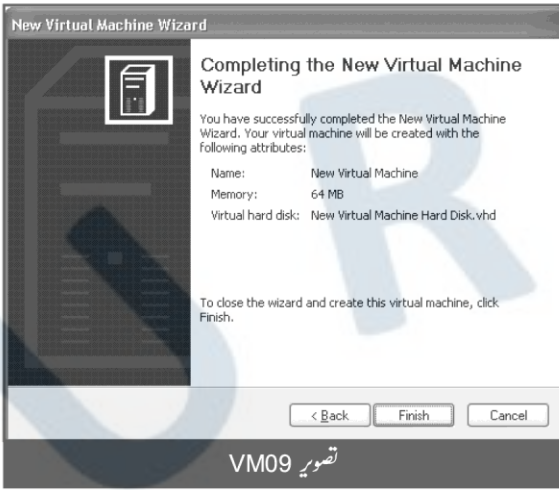 New Virtual Machine Wizard
Completing the New Virtual Machine
Wizard
You have successfully completed the New Virtual Machine
Wizard. Your virtual machine will be created with the
following attributes:
Name: New Virtual Machine
Memory: 64 MB
Virtual hard disk: New Virtual Machine Hard Disk.vhd
To close the wizard and create this virtual machine, click
Finish.
< Back Finish Cancel
تصویر VM09